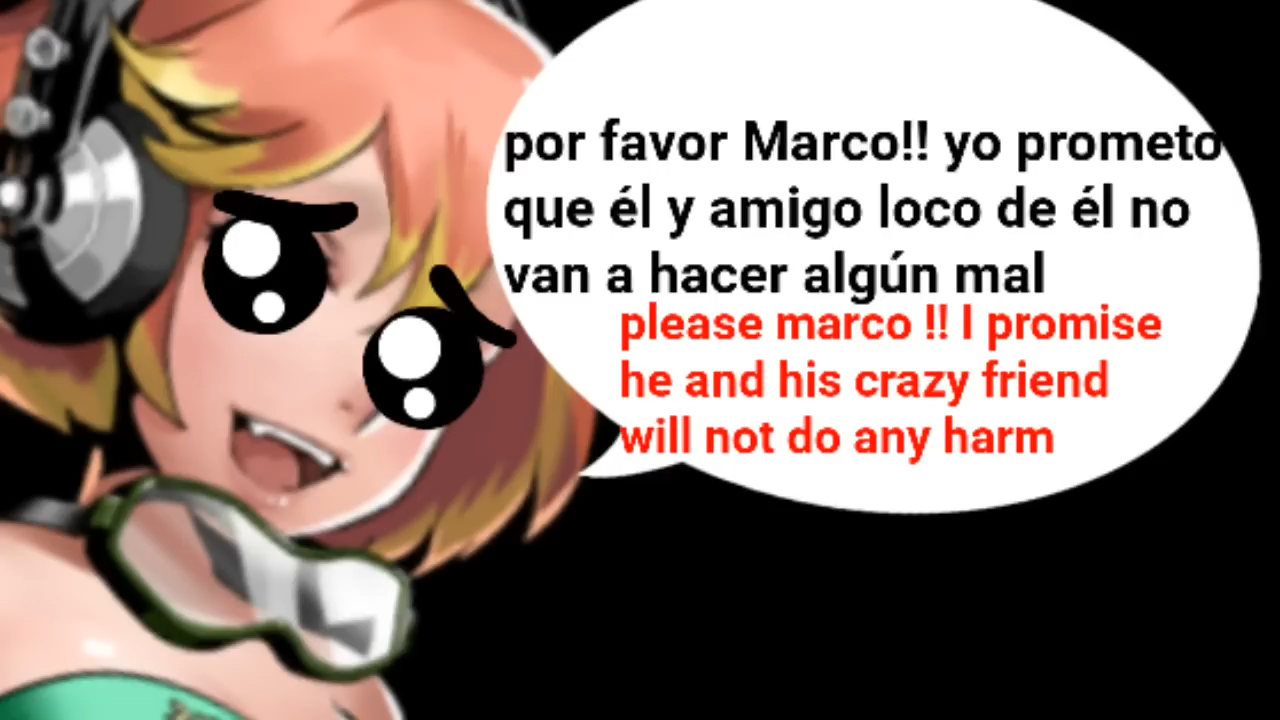 por favor Marco!! yo prometo
que él y amigo loco de él no
van a hacer algún mal
please marco !! I promise
he and his crazy friend
will not do any harm